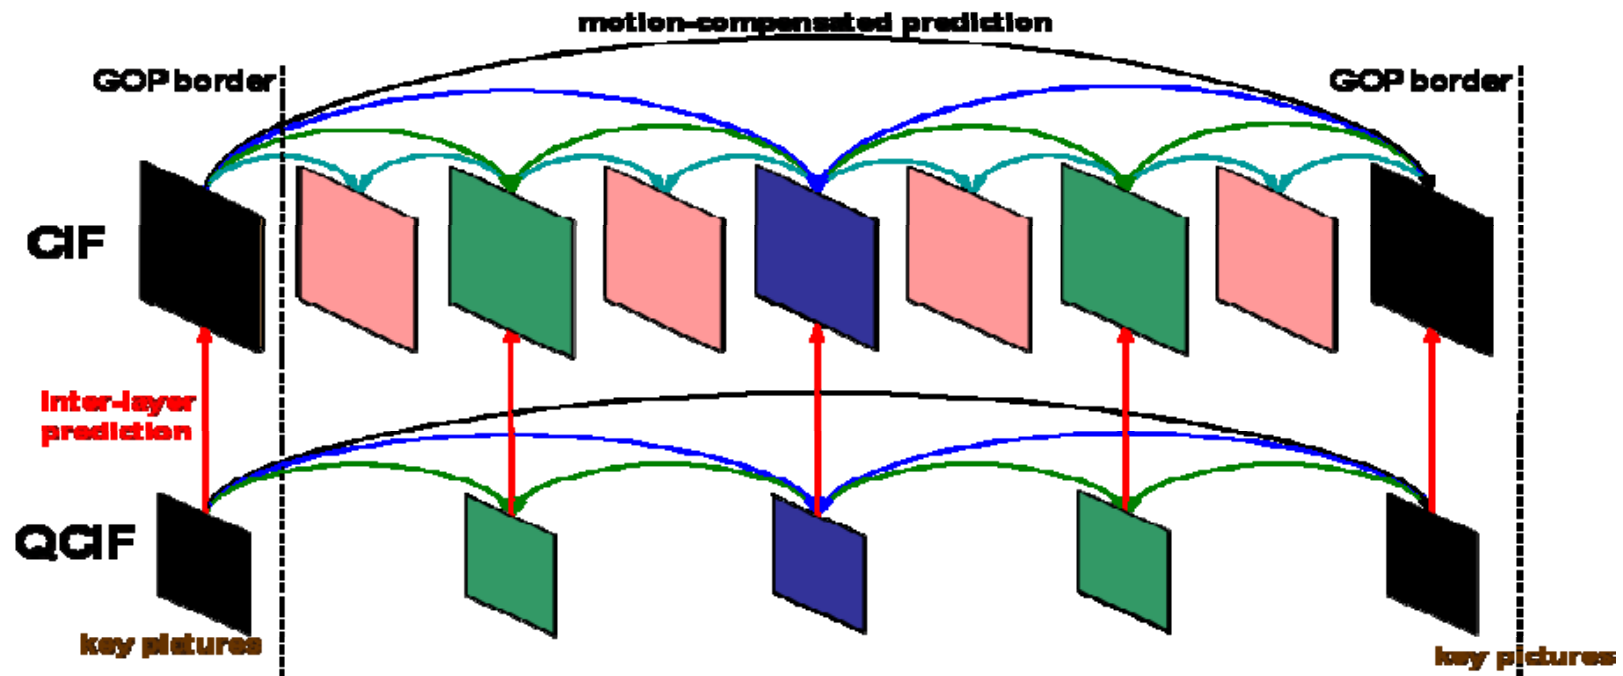 motion-compensated prediction
GOP border
GOP border
CIF
Inter-layer
prediction
QCIF
key pictures
key pictures